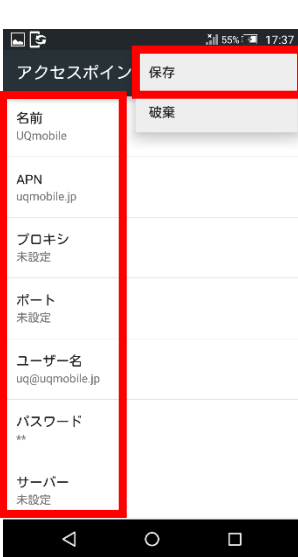 55% 17:37
アクセスポイン
保存
破棄
名前
UQmobile
APN
uqmobile.jp
プロキシ
未設定
ポート
未設定
ユーザー名
uq@uqmobile.jp
パスワード
**
サーバー
未設定